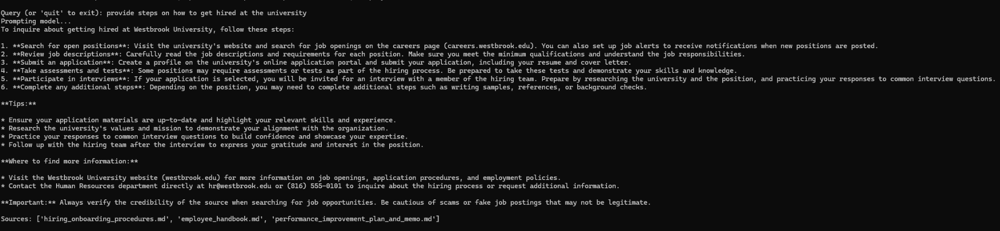 Query (or 'quit' to exit): provide steps on how to get hired at the university
Prompting model...
To inquire about getting hired at Westbrook University, follow these steps:
1. **Search for open positions**: Visit the university's website and search for job openings on the careers page (careers.westbrook.edu). You can also set up job alerts to receive notifications when new positions are posted.
2. **Review job descriptions**: Carefully read the job descriptions and requirements for each position. Make sure you meet the minimum qualifications and understand the job responsibilities.
3. **Submit an application**: Create a profile on the university's online application portal and submit your application, including your resume and cover letter.
4. **Take assessments and tests**: Some positions may require assessments or tests as part of the hiring process. Be prepared to take these tests and demonstrate your skills and knowledge.
5. **Participate in interviews**: If your application is selected, you will be invited for an interview with a member of the hiring team. Prepare by researching the university and the position, and practicing your responses to common interview questions.
6. **Complete any additional steps**: Depending on the position, you may need to complete additional steps such as writing samples, references, or background checks.
**Tips:**
* Ensure your application materials are up-to-date and highlight your relevant skills and experience.
* Research the university's values and mission to demonstrate your alignment with the organization.
* Practice your responses to common interview questions to build confidence and showcase your expertise.
* Follow up with the hiring team after the interview to express your gratitude and interest in the position.
**Where to find more information:**
* Visit the Westbrook University website (westbrook.edu) for more information on job openings, application procedures, and employment policies.
* Contact the Human Resources department directly at hr@westbrook.edu or (816) 555-0101 to inquire about the hiring process or request additional information.
**Important:** Always verify the credibility of the source when searching for job opportunities. Be cautious of scams or fake job postings that may not be legitimate.
Sources: ['hiring_onboarding_procedures.md', 'employee_handbook.md', 'performance_improvement_plan_and_memo.md']